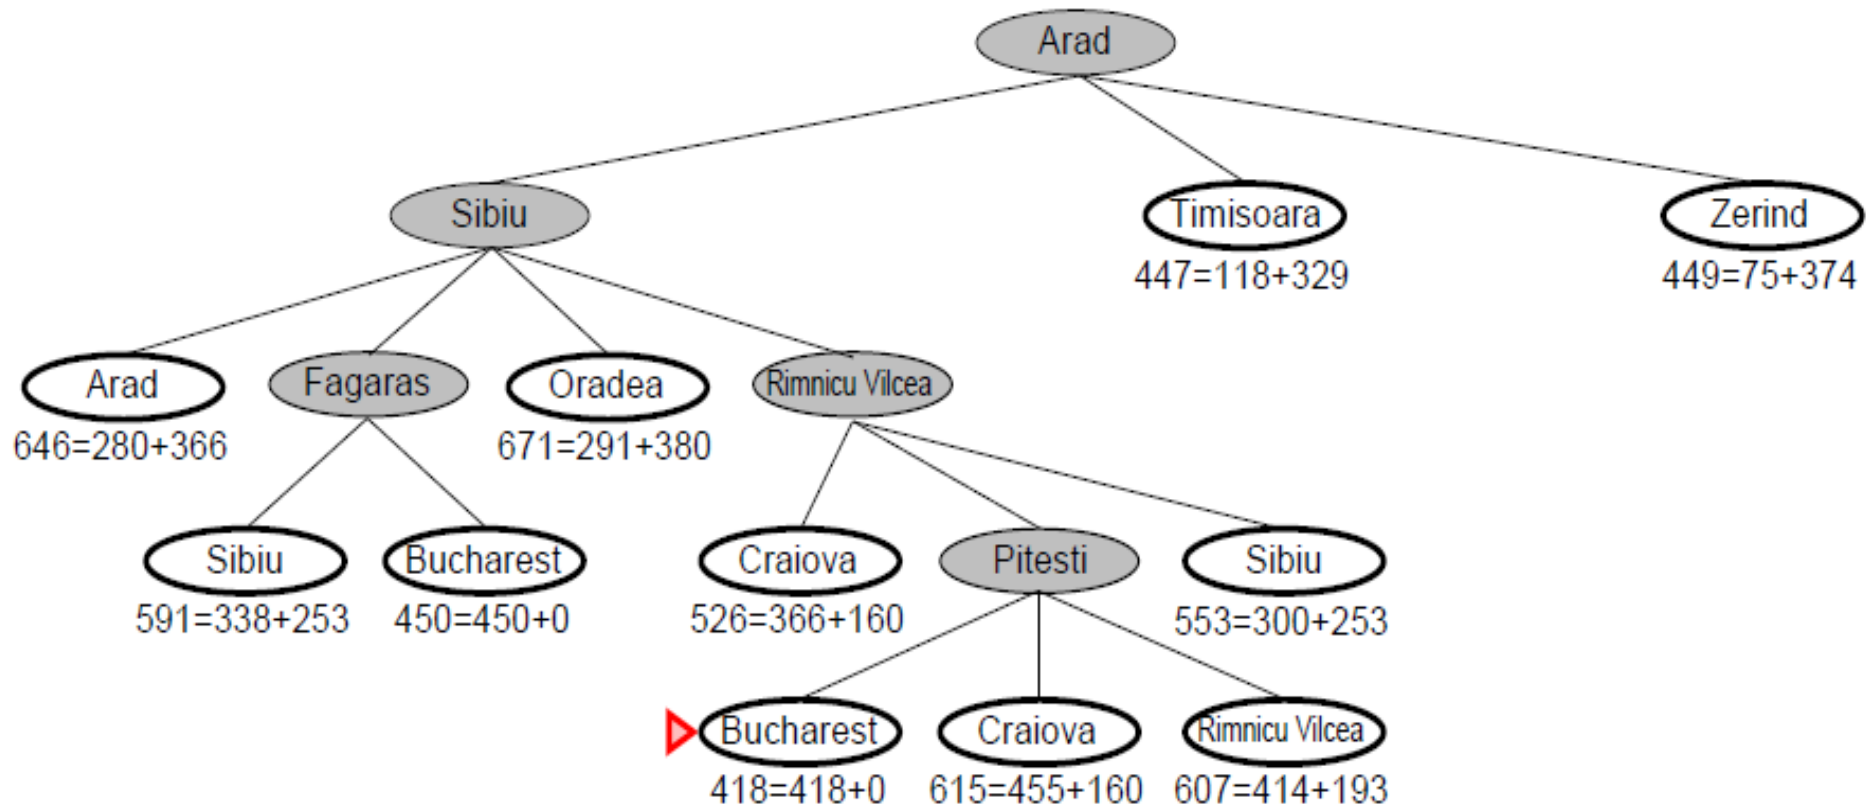 Arad
Sibiu
Timisoara
Zerind
447=118+329
449=75+374
Arad
Fagaras
Oradea
Rimnicu Vilcea
646=280+366
671=291+380
Sibiu
Bucharest
Craiova
Pitesti
Sibiu
591=338+253
450=450+0
526=366+160
553=300+253
Bucharest
Craiova
Rimnicu Vilcea
418=418+0
615=455+160
607=414+193